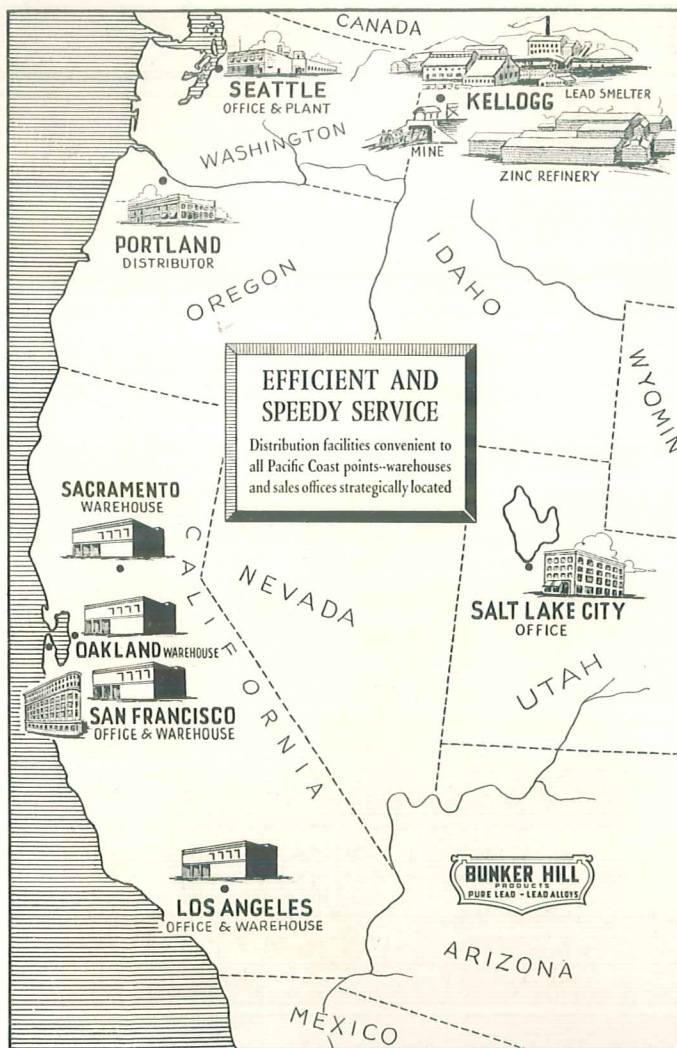 CANADA
SEATTLE
OFFICE & PLANT
WASHINGTON
KELLOGG
LEAD SMELTER
MINE
ZINC REFINERY
PORTLAND
DISTRIBUTOR
OREGON
IDAHO
WYOMIN
EFFICIENT AND
SPEEDY SERVICE
Distribution facilities convenient to
all Pacific Coast points--warehouses
and sales offices strategically located
SACRAMENTO
WAREHOUSE
CALIFORNIA
NEVADA
OAKLAND WAREHOUSE
SALT LAKE CITY
OFFICE
UTAH
SAN FRANCISCO
OFFICE & WAREHOUSE
LOS ANGELES
OFFICE & WAREHOUSE
BUNKER HILL
PRODUCTS
PURE LEAD - LEAD ALLOYS
ARIZONA
MEXICO